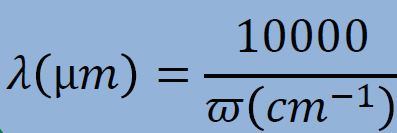 λ(μm) = 10000 / ϖ(cm⁻¹)